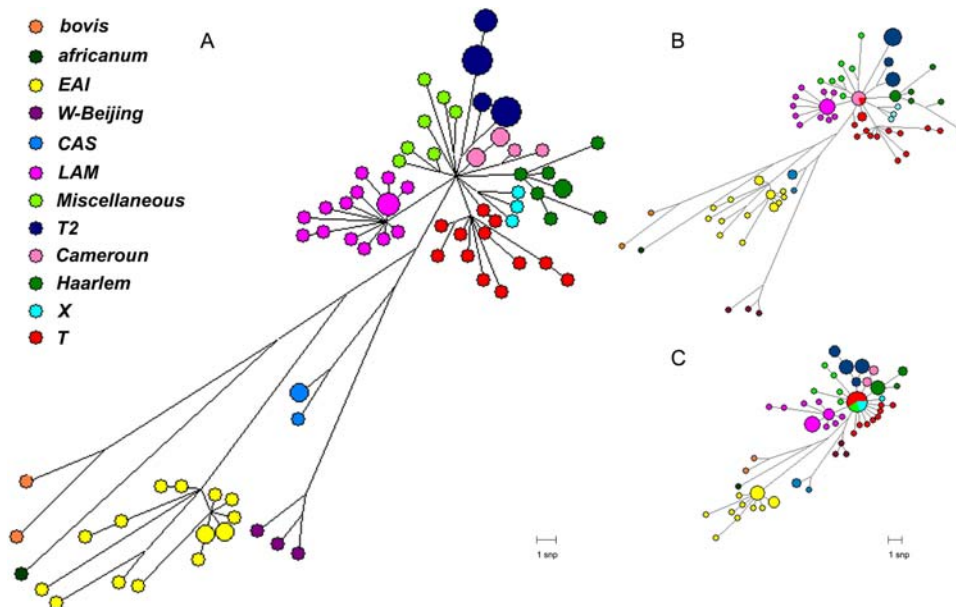 bovis
africanum
EAI
W-Beijing
CAS
LAM
Miscellaneous
T2
Cameroun
Haarlem
X
T
A
B
C
1 snp
1 snp